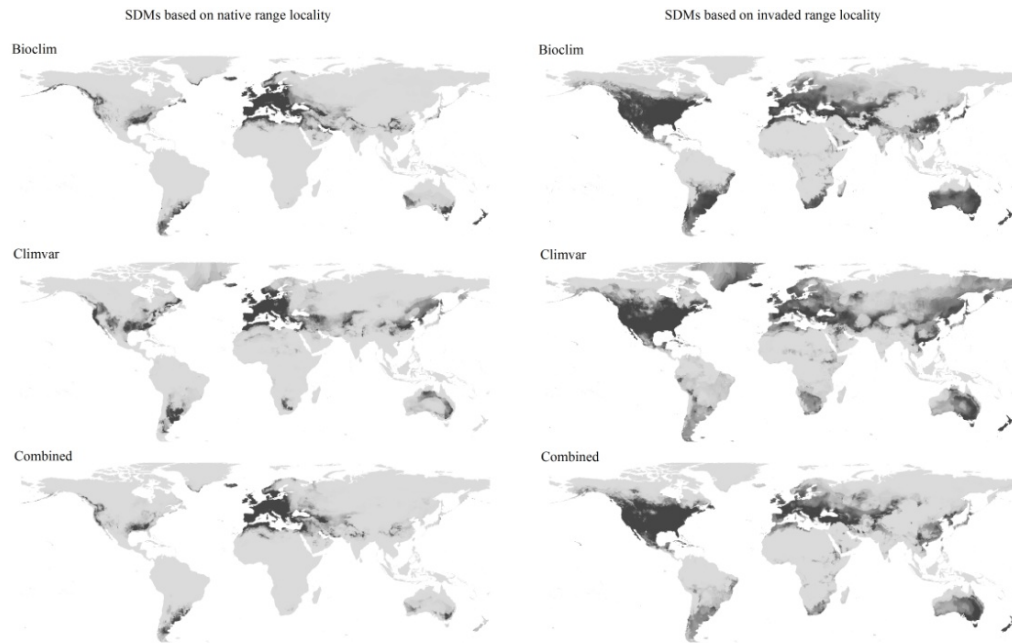 SDMs based on native range locality
SDMs based on invaded range locality
Bioclim
Bioclim
Climvar
Climvar
Combined
Combined